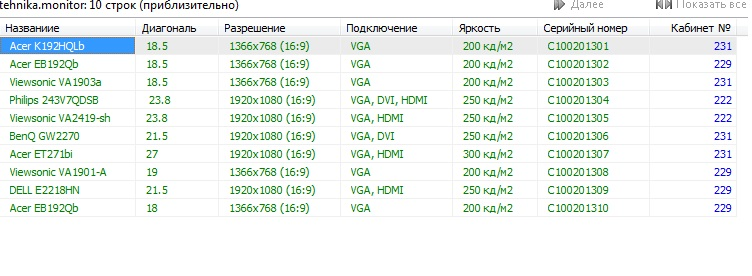 tehnika.monitor: 10 строк (приблизительно) Далее Показать все
Название Диагональ Разрешение Подключение Яркость Серийный номер Кабинет №
Acer K192HQLb 18.5 1366x768 (16:9) VGA 200 кд/м2 C100201301 231
Acer EB192Qb 18.5 1366x768 (16:9) VGA 200 кд/м2 C100201302 229
Viewsonic VA1903a 18.5 1366x768 (16:9) VGA 200 кд/м2 C100201303 229
Philips 243V7QDSB 23.8 1920x1080 (16:9) VGA, DVI, HDMI 250 кд/м2 C100201304 222
Viewsonic VA2419-sh 23.8 1920x1080 (16:9) VGA, HDMI 250 кд/м2 C100201305 222
BenQ GW2270 21.5 1920x1080 (16:9) VGA, DVI 250 кд/м2 C100201306 231
Acer ET271bi 27 1920x1080 (16:9) VGA, HDMI 300 кд/м2 C100201307 231
Viewsonic VA1901-A 19 1366x768 (16:9) VGA 200 кд/м2 C100201308 229
DELL E2218HN 21.5 1920x1080 (16:9) VGA, HDMI 250 кд/м2 C100201309 229
Acer EB192Qb 18 1366x768 (16:9) VGA 200 кд/м2 C100201310 229